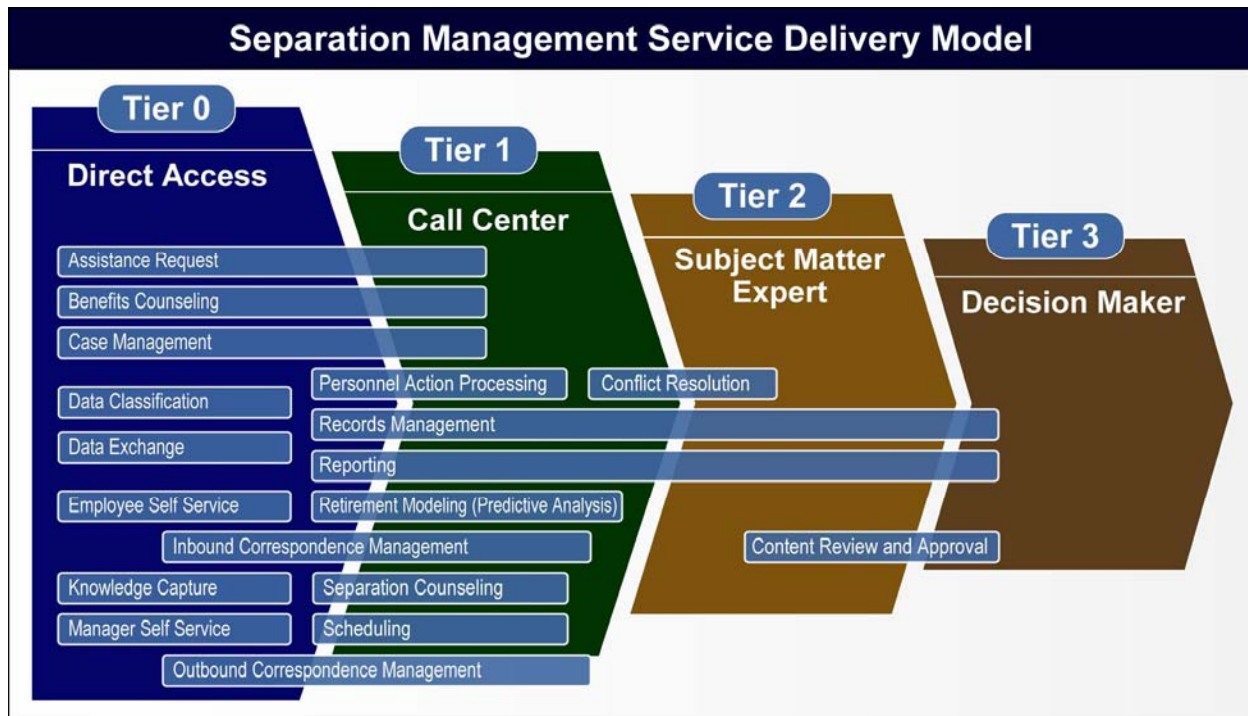 Separation Management Service Delivery Model
Tier 0
Direct Access
Tier 1
Call Center
Tier 2
Subject Matter
Expert
Tier 3
Decision Maker
Assistance Request
Benefits Counseling
Case Management
Personnel Action Processing
Conflict Resolution
Data Classification
Records Management
Data Exchange
Reporting
Employee Self Service
Retirement Modeling (Predictive Analysis)
Inbound Correspondence Management
Content Review and Approval
Knowledge Capture
Separation Counseling
Manager Self Service
Scheduling
Outbound Correspondence Management